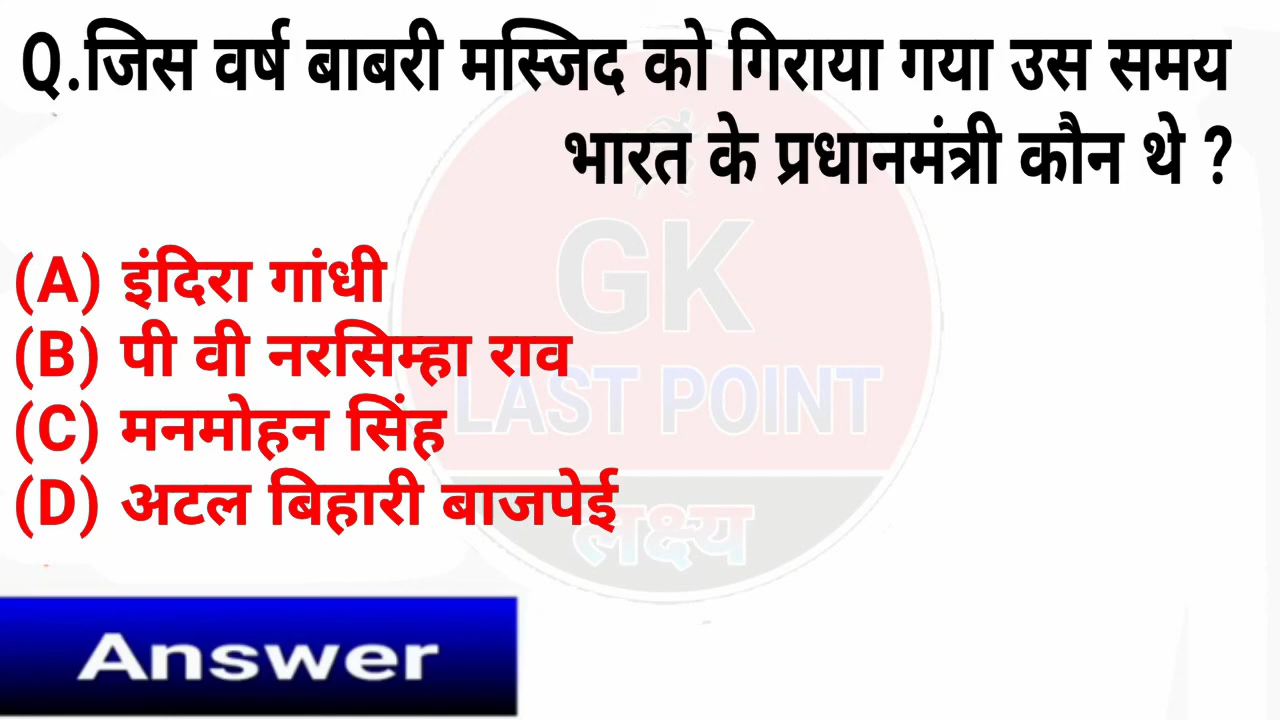 Q.जिस वर्ष बाबरी मस्जिद को गिराया गया उस समय
भारत के प्रधानमंत्री कौन थे ?
(A) इंदिरा गांधी
(B) पी वी नरसिम्हा राव
(C) मनमोहन सिंह
(D) अटल बिहारी बाजपेई
GK
LAST POINT
लक्ष्य
Answer